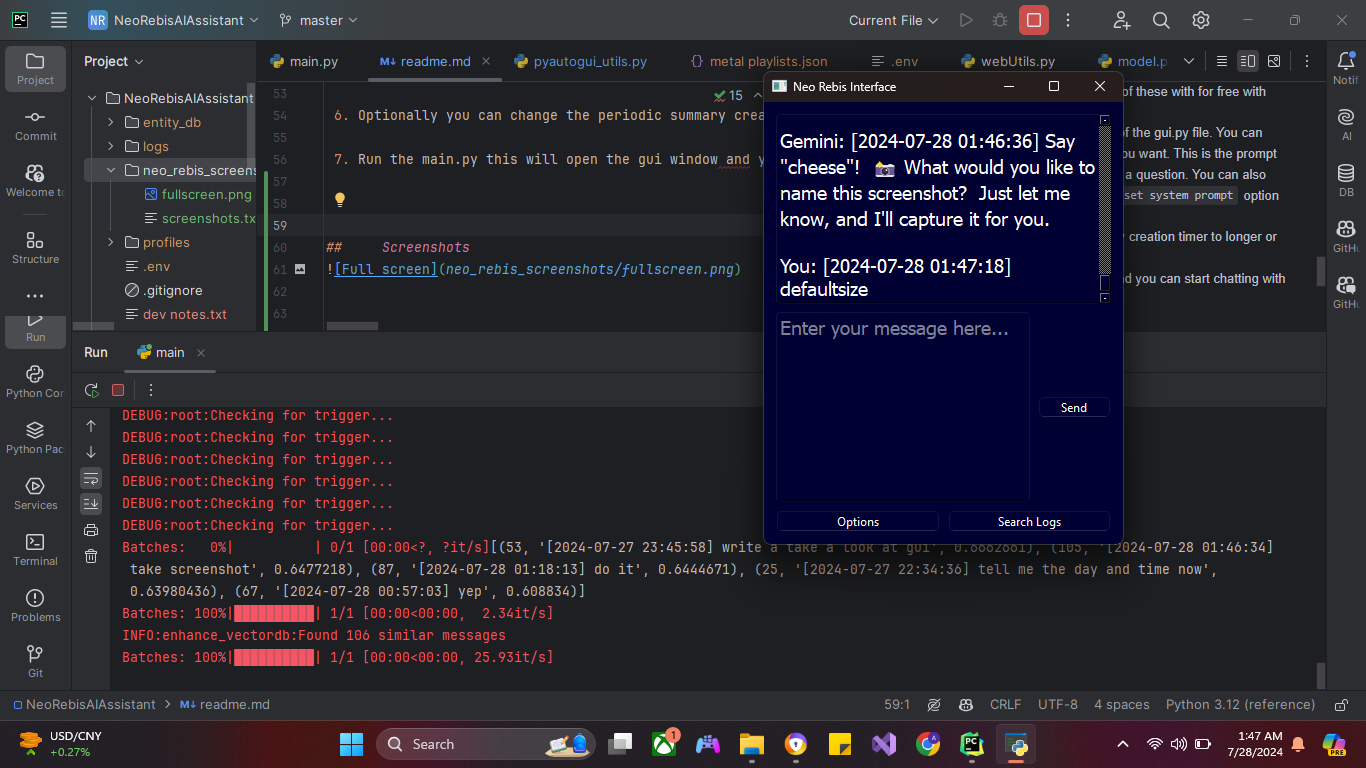 PC
NR NeoRebisAIAssistant
master
Current File
Project
main.py
readme.md
pyautogui_utils.py
{} metal playlists.json
.env
webUtils.py
model.p
Notif
Project
Commit
Welcome to
Structure
Run
Python Cor
Python Pac
Services
Terminal
Problems
Git
NeoRebisAIAssistant
entity_db
logs
neo_rebis_screens
fullscreen.png
screenshots.tx
profiles
.env
.gitignore
dev notes.txt
15
53
54 6. Optionally you can change the periodic summary crea
55
56 7. Run the main.py this will open the gui window and y
57
58
59
60 ## Screenshots
61 ![Full screen](neo_rebis_screenshots/fullscreen.png)
62
63
of these with for free with
of the gui.py file. You can
ou want. This is the prompt
a question. You can also
set system prompt option
creation timer to longer or
nd you can start chatting with
AI
DB
GitHu
GitHu
Neo Rebis Interface
Gemini: [2024-07-28 01:46:36] Say
"cheese"! 📸 What would you like to
name this screenshot? Just let me
know, and I'll capture it for you.
You: [2024-07-28 01:47:18]
defaultsize
Enter your message here...
Send
Options
Search Logs
Run
main
DEBUG:root:Checking for trigger...
DEBUG:root:Checking for trigger...
DEBUG:root:Checking for trigger...
DEBUG:root:Checking for trigger...
DEBUG:root:Checking for trigger...
DEBUG:root:Checking for trigger...
Batches: 0%| | 0/1 [00:00<?, ?it/s][(53, '[2024-07-27 23:45:58] write a take a look at gui', 0.6682681), (105, '[2024-07-28 01:46:34]
take screenshot', 0.6477218), (87, '[2024-07-28 01:18:13] do it', 0.6444671), (25, '[2024-07-27 22:34:36] tell me the day and time now',
0.63980436), (67, '[2024-07-28 00:57:03] yep', 0.608834)]
Batches: 100%|██████████| 1/1 [00:00<00:00, 2.34it/s]
INFO:enhance_vectordb:Found 106 similar messages
Batches: 100%|██████████| 1/1 [00:00<00:00, 25.93it/s]
NeoRebisAIAssistant > readme.md
59:1
CRLF
UTF-8
4 spaces
Python 3.12 (reference)
USD/CNY
+0.27%
Search
1
1:47 AM
7/28/2024
PRE